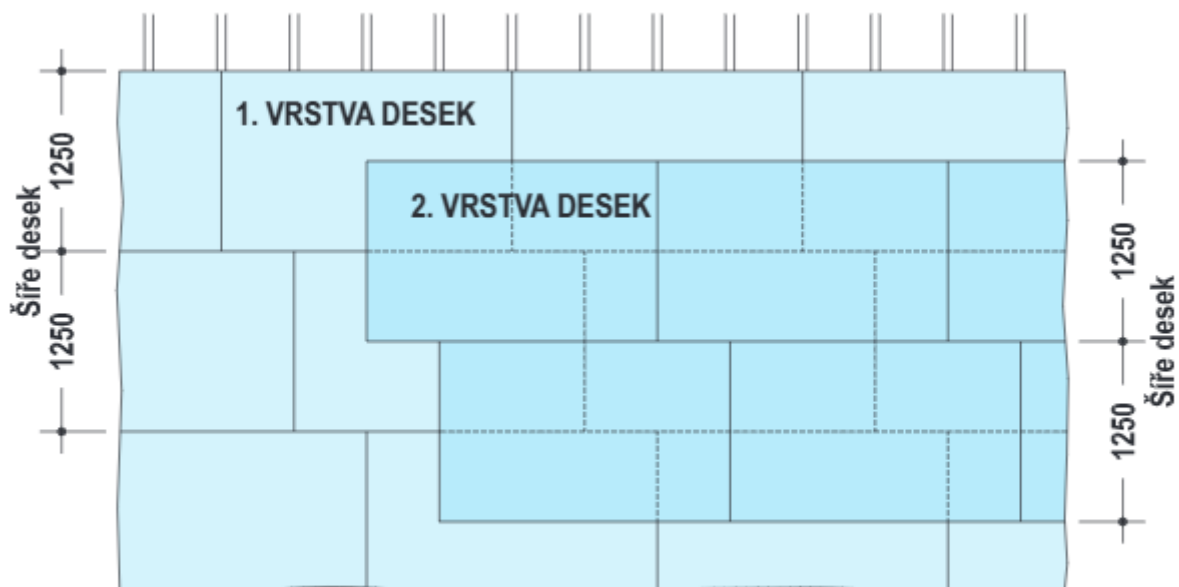 1. VRSTVA DESEK
2. VRSTVA DESEK
Šíře desek
1250
1250
1250
1250
Šíře desek